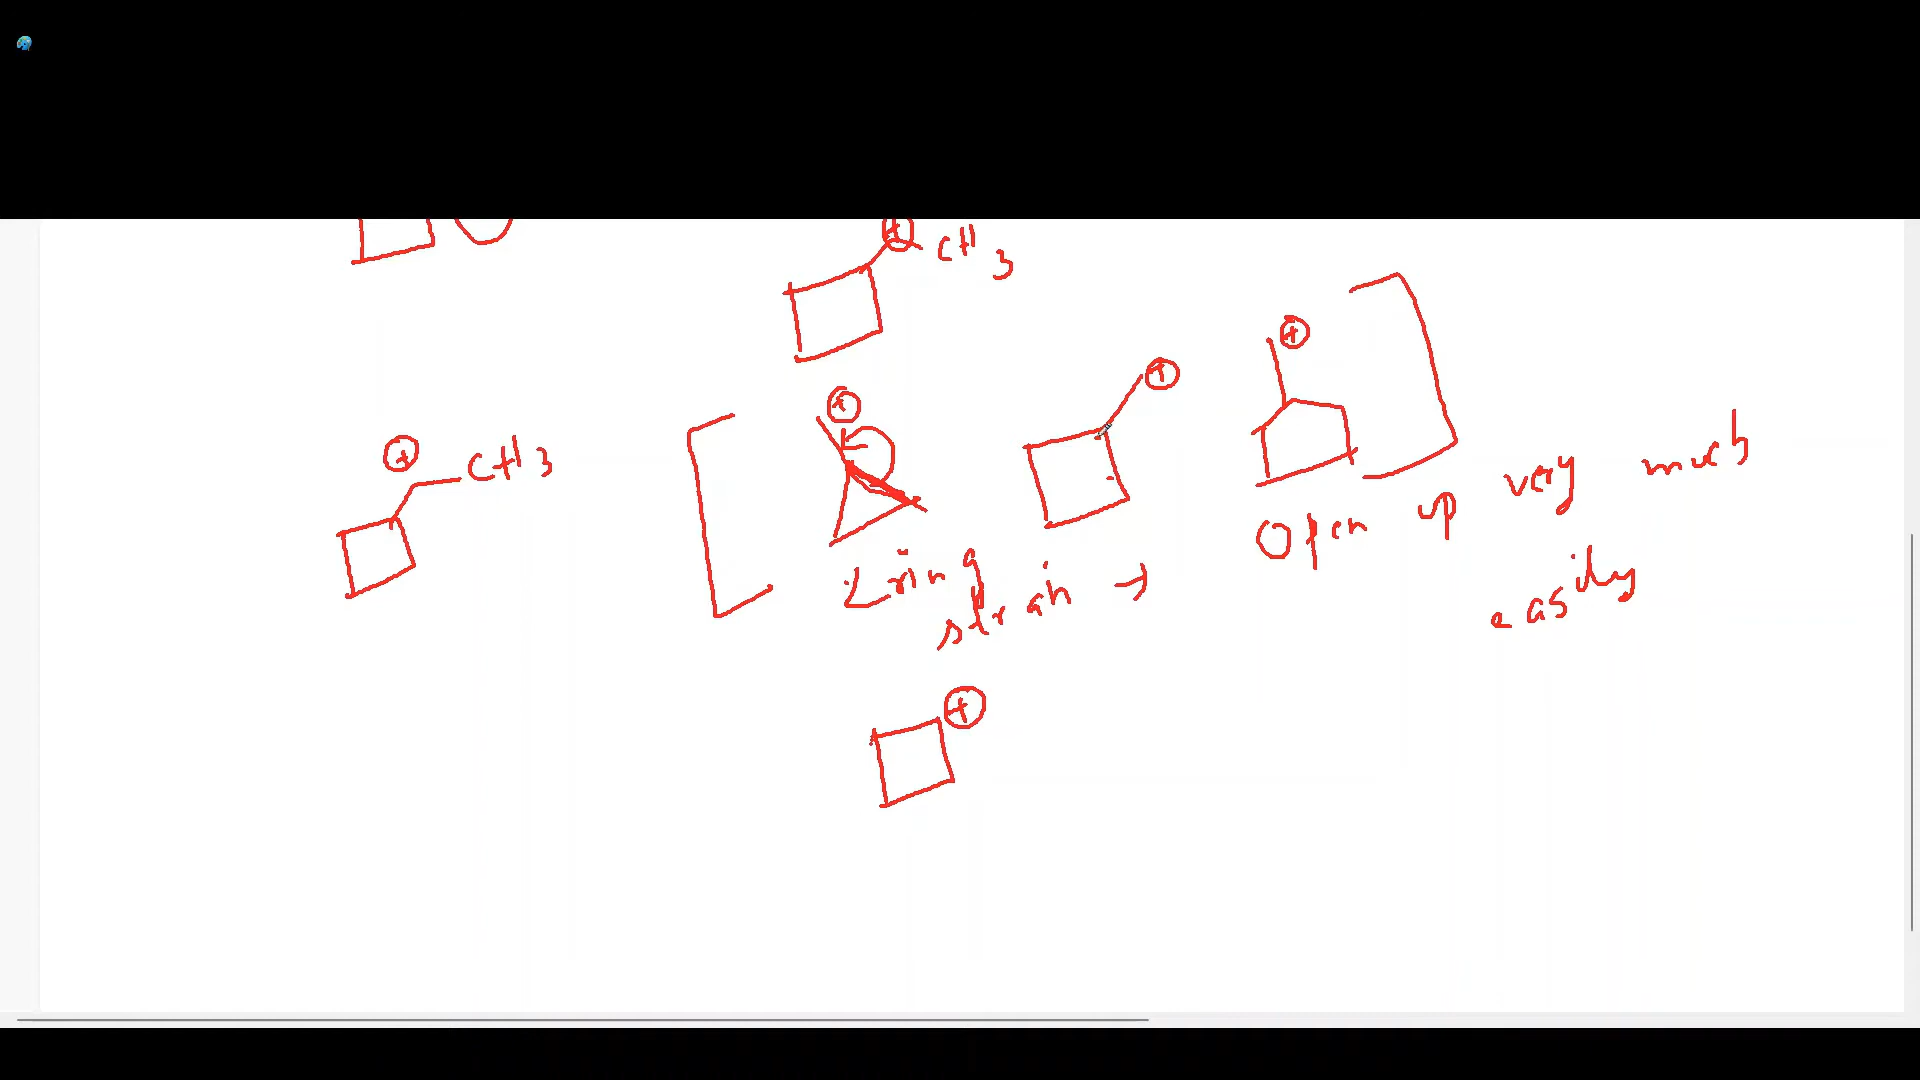 CH3
⊕
⊕
⊕
⊕
⊕ CH3
Open up very much
easily
ring
strain →
⊕